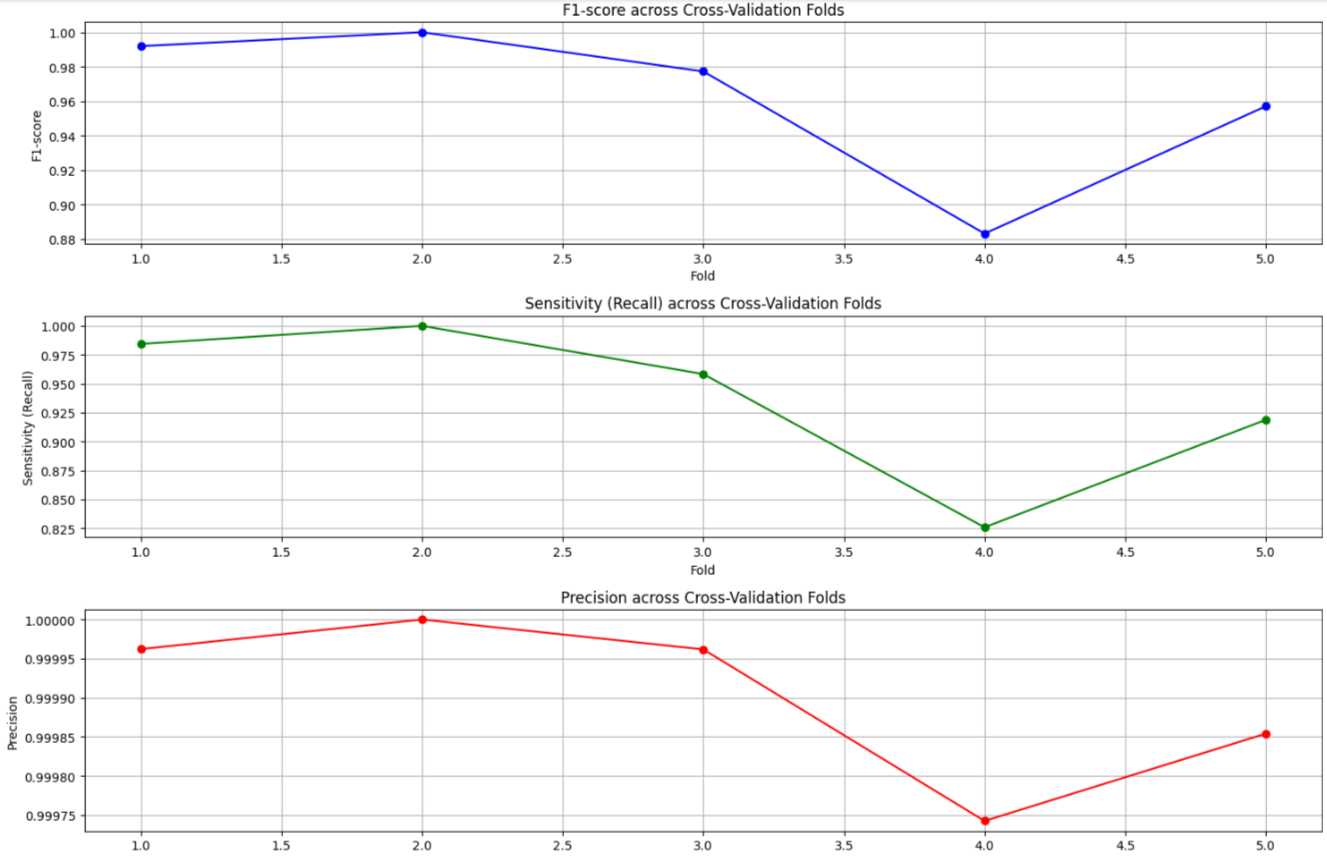 F1-score across Cross-Validation Folds
1.00
0.98
0.96
0.94
0.92
0.90
0.88
F1-score
1.0 1.5 2.0 2.5 3.0 3.5 4.0 4.5 5.0
Fold
Sensitivity (Recall) across Cross-Validation Folds
1.000
0.975
0.950
0.925
0.900
0.875
0.850
0.825
Sensitivity (Recall)
1.0 1.5 2.0 2.5 3.0 3.5 4.0 4.5 5.0
Fold
Precision across Cross-Validation Folds
1.00000
0.99995
0.99990
0.99985
0.99980
0.99975
Precision
1.0 1.5 2.0 2.5 3.0 3.5 4.0 4.5 5.0